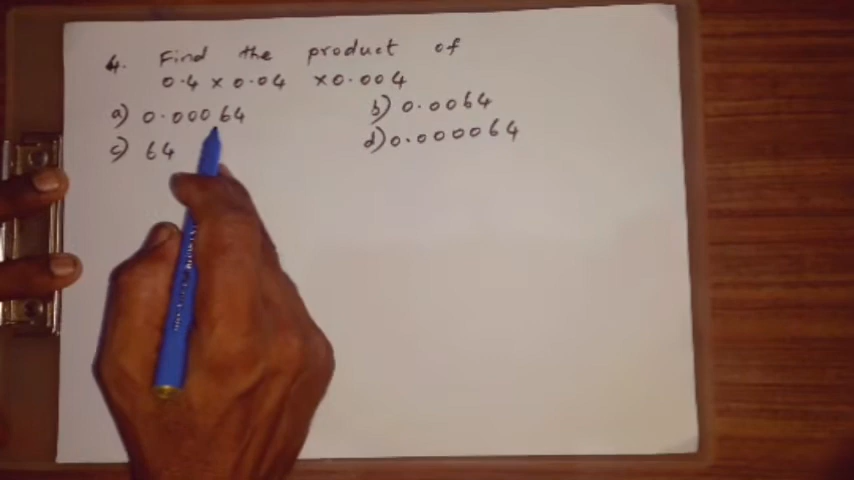 4. Find the product of
0.4 × 0.04 × 0.004
a) 0.00064 b) 0.0064
c) 64 d) 0.000064